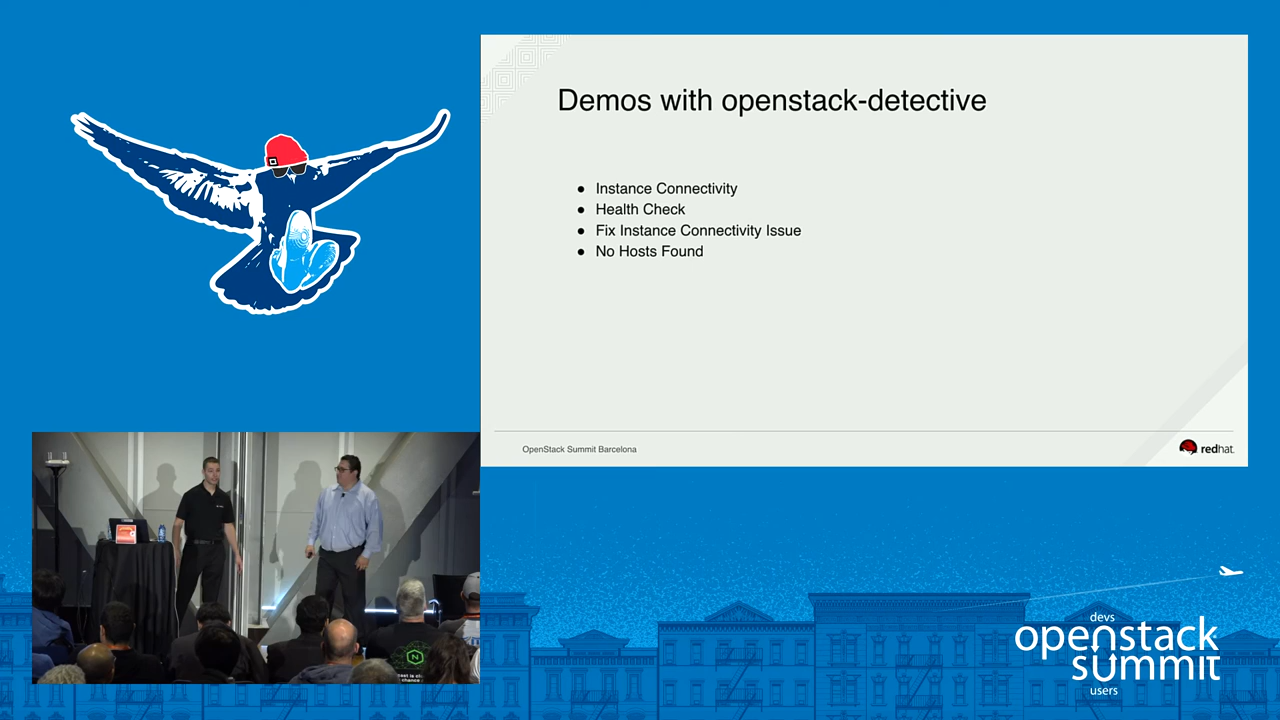 Demos with openstack-detective
● Instance Connectivity
● Health Check
● Fix Instance Connectivity Issue
● No Hosts Found
OpenStack Summit Barcelona
redhat.
devs
openstack
summit
users